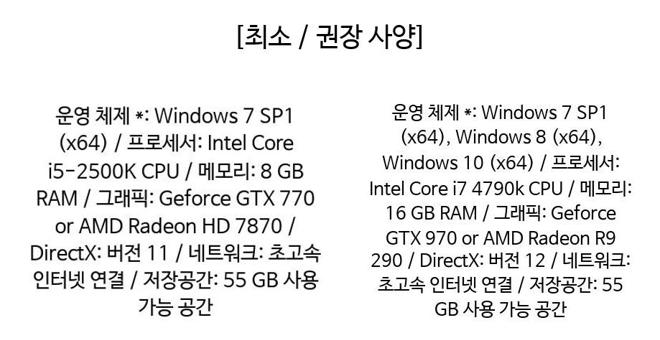 [최소 / 권장 사양]
운영 체제 *: Windows 7 SP1
(x64) / 프로세서: Intel Core
i5-2500K CPU / 메모리: 8 GB
RAM / 그래픽: Geforce GTX 770
or AMD Radeon HD 7870 /
DirectX: 버전 11 / 네트워크: 초고속
인터넷 연결 / 저장공간: 55 GB 사용
가능 공간
운영 체제 *: Windows 7 SP1
(x64), Windows 8 (x64),
Windows 10 (x64) / 프로세서:
Intel Core i7 4790k CPU / 메모리:
16 GB RAM / 그래픽: Geforce
GTX 970 or AMD Radeon R9
290 / DirectX: 버전 12 / 네트워크:
초고속 인터넷 연결 / 저장공간: 55
GB 사용 가능 공간